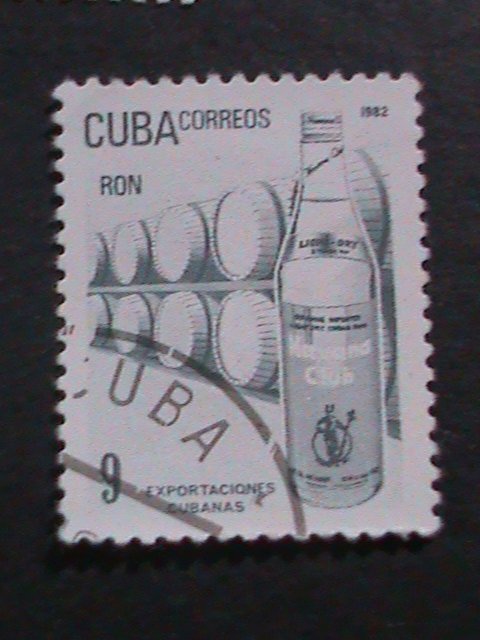 CUBA CORREOS
1982
RON
LIGHT-DRY
Havana
Club
CUBA
9
EXPORTACIONES
CUBANAS